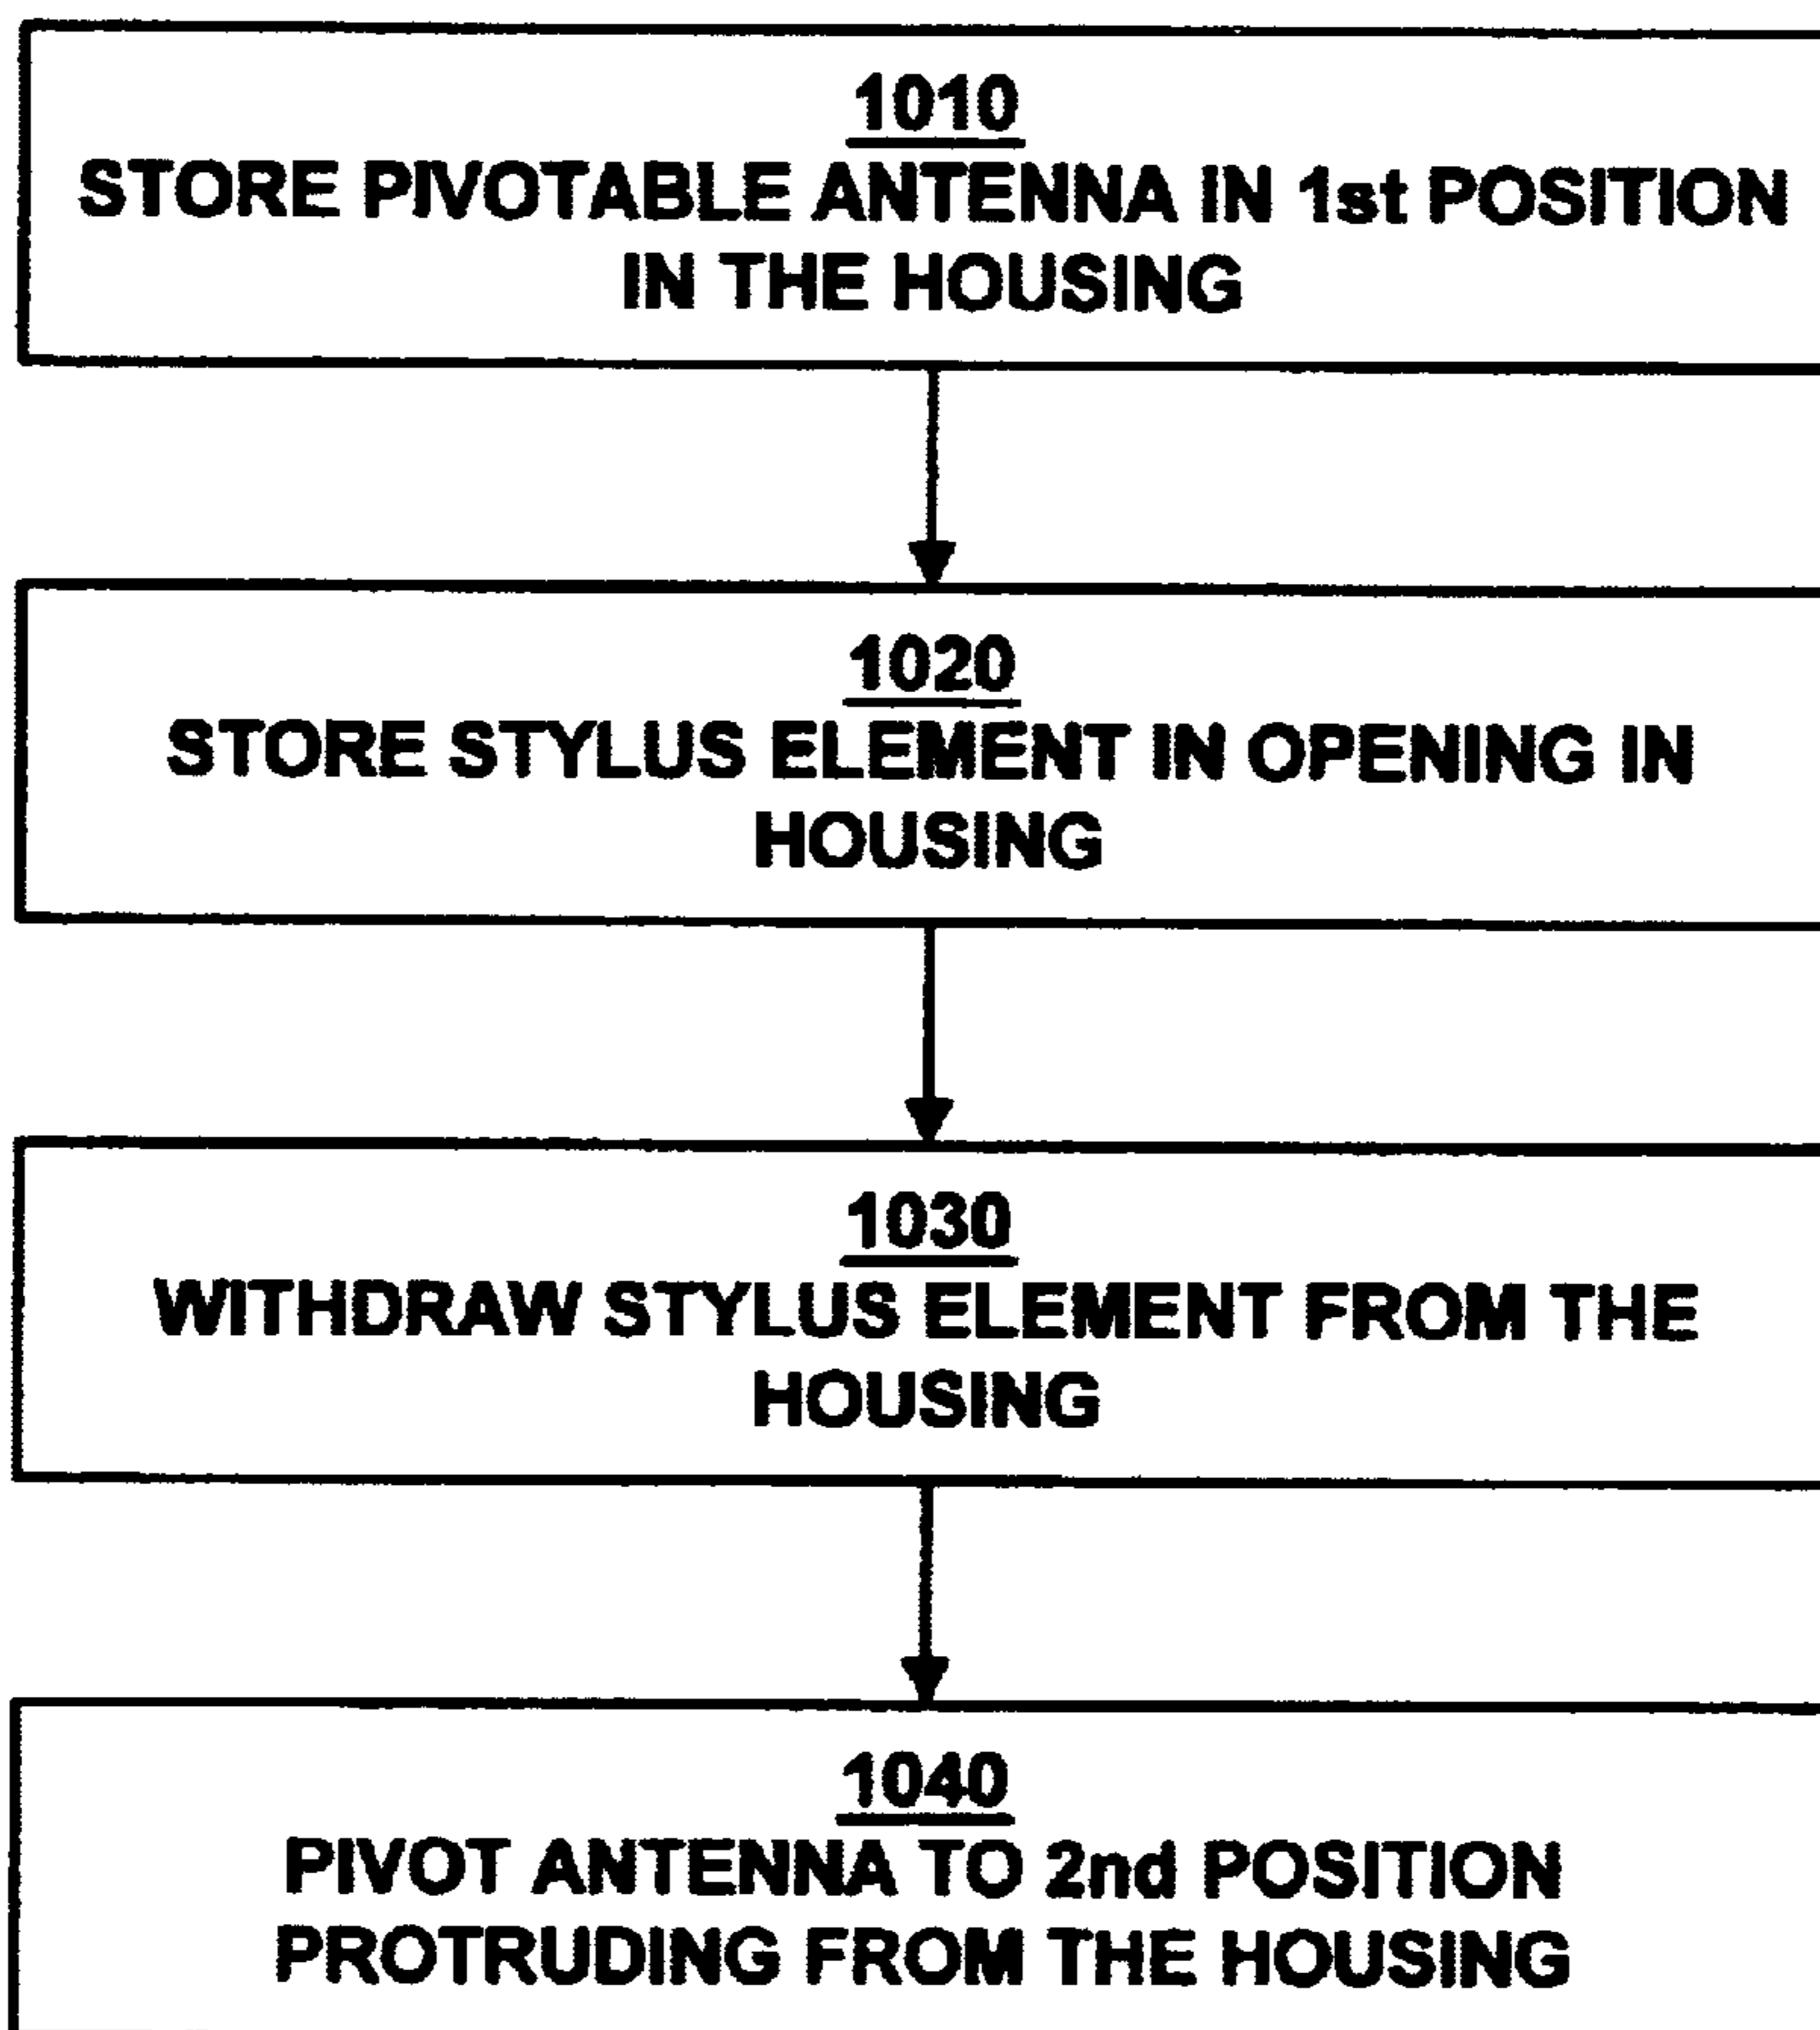 1010
STORE PIVOTABLE ANTENNA IN 1st POSITION
IN THE HOUSING
1020
STORE STYLUS ELEMENT IN OPENING IN
HOUSING
1030
WITHDRAW STYLUS ELEMENT FROM THE
HOUSING
1040
PIVOT ANTENNA TO 2nd POSITION
PROTRUDING FROM THE HOUSING